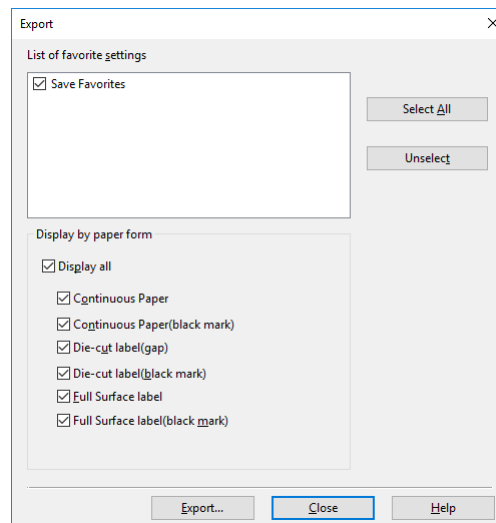 Export
List of favorite settings
Save Favorites
Select All
Unselect
Display by paper form
Display all
Continuous Paper
Continuous Paper(black mark)
Die-cut label(gap)
Die-cut label(black mark)
Full Surface label
Full Surface label(black mark)
Export...
Close
Help